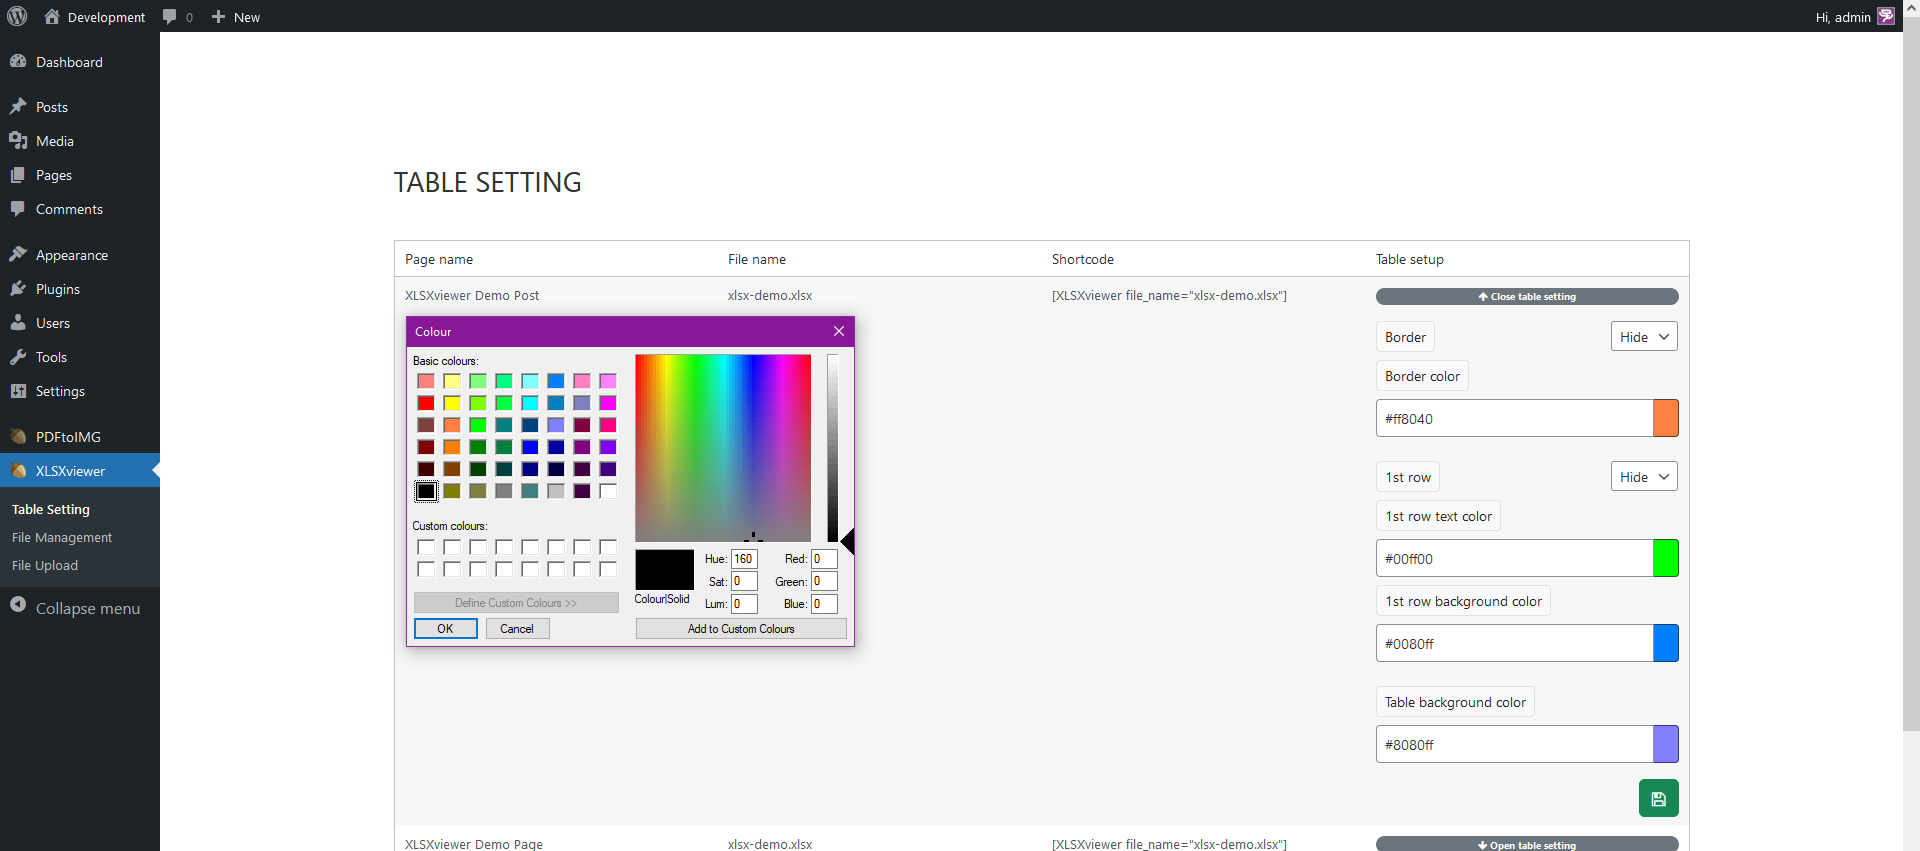 Development 0 New Hi, admin
Dashboard
Posts
Media
Pages
Comments
Appearance
Plugins
Users
Tools
Settings
PDFtoIMG
XLSXviewer
Table Setting
File Management
File Upload
Collapse menu
TABLE SETTING
Page name File name Shortcode Table setup
XLSXviewer Demo Post xlsx-demo.xlsx [XLSXviewer file_name="xlsx-demo.xlsx"] Close table setting
Colour
Basic colours:
Custom colours:
Define Custom Colours >>
OK Cancel
Colour|Solid
Hue: 160 Red: 0
Sat: 0 Green: 0
Lum: 0 Blue: 0
Add to Custom Colours
Border Hide
Border color
#ff8040
1st row Hide
1st row text color
#00ff00
1st row background color
#0080ff
Table background color
#8080ff
XLSXviewer Demo Page xlsx-demo.xlsx [XLSXviewer file_name="xlsx-demo.xlsx"] Open table setting